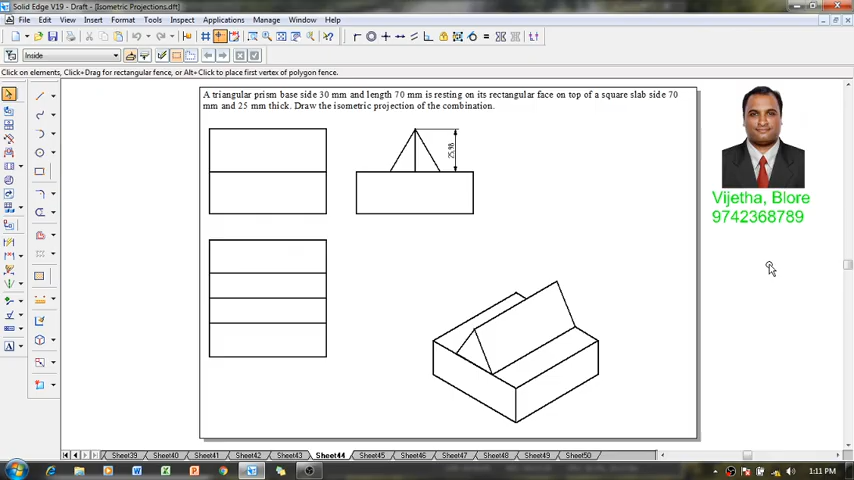 Solid Edge V19 - Draft - [Isometric Projections.dft]
File Edit View Insert Format Tools Inspect Applications Manage Window Help
Inside
Click on elements, Click+Drag for rectangular fence, or Alt+Click to place first vertex of polygon fence.
A triangular prism base side 30 mm and length 70 mm is resting on its rectangular face on top of a square slab side 70
mm and 25 mm thick. Draw the isometric projection of the combination.
25,98
Vijetha, Blore
9742368789
Sheet39 Sheet40 Sheet41 Sheet42 Sheet43 Sheet44 Sheet45 Sheet46 Sheet47 Sheet48 Sheet49 Sheet50
1:11 PM